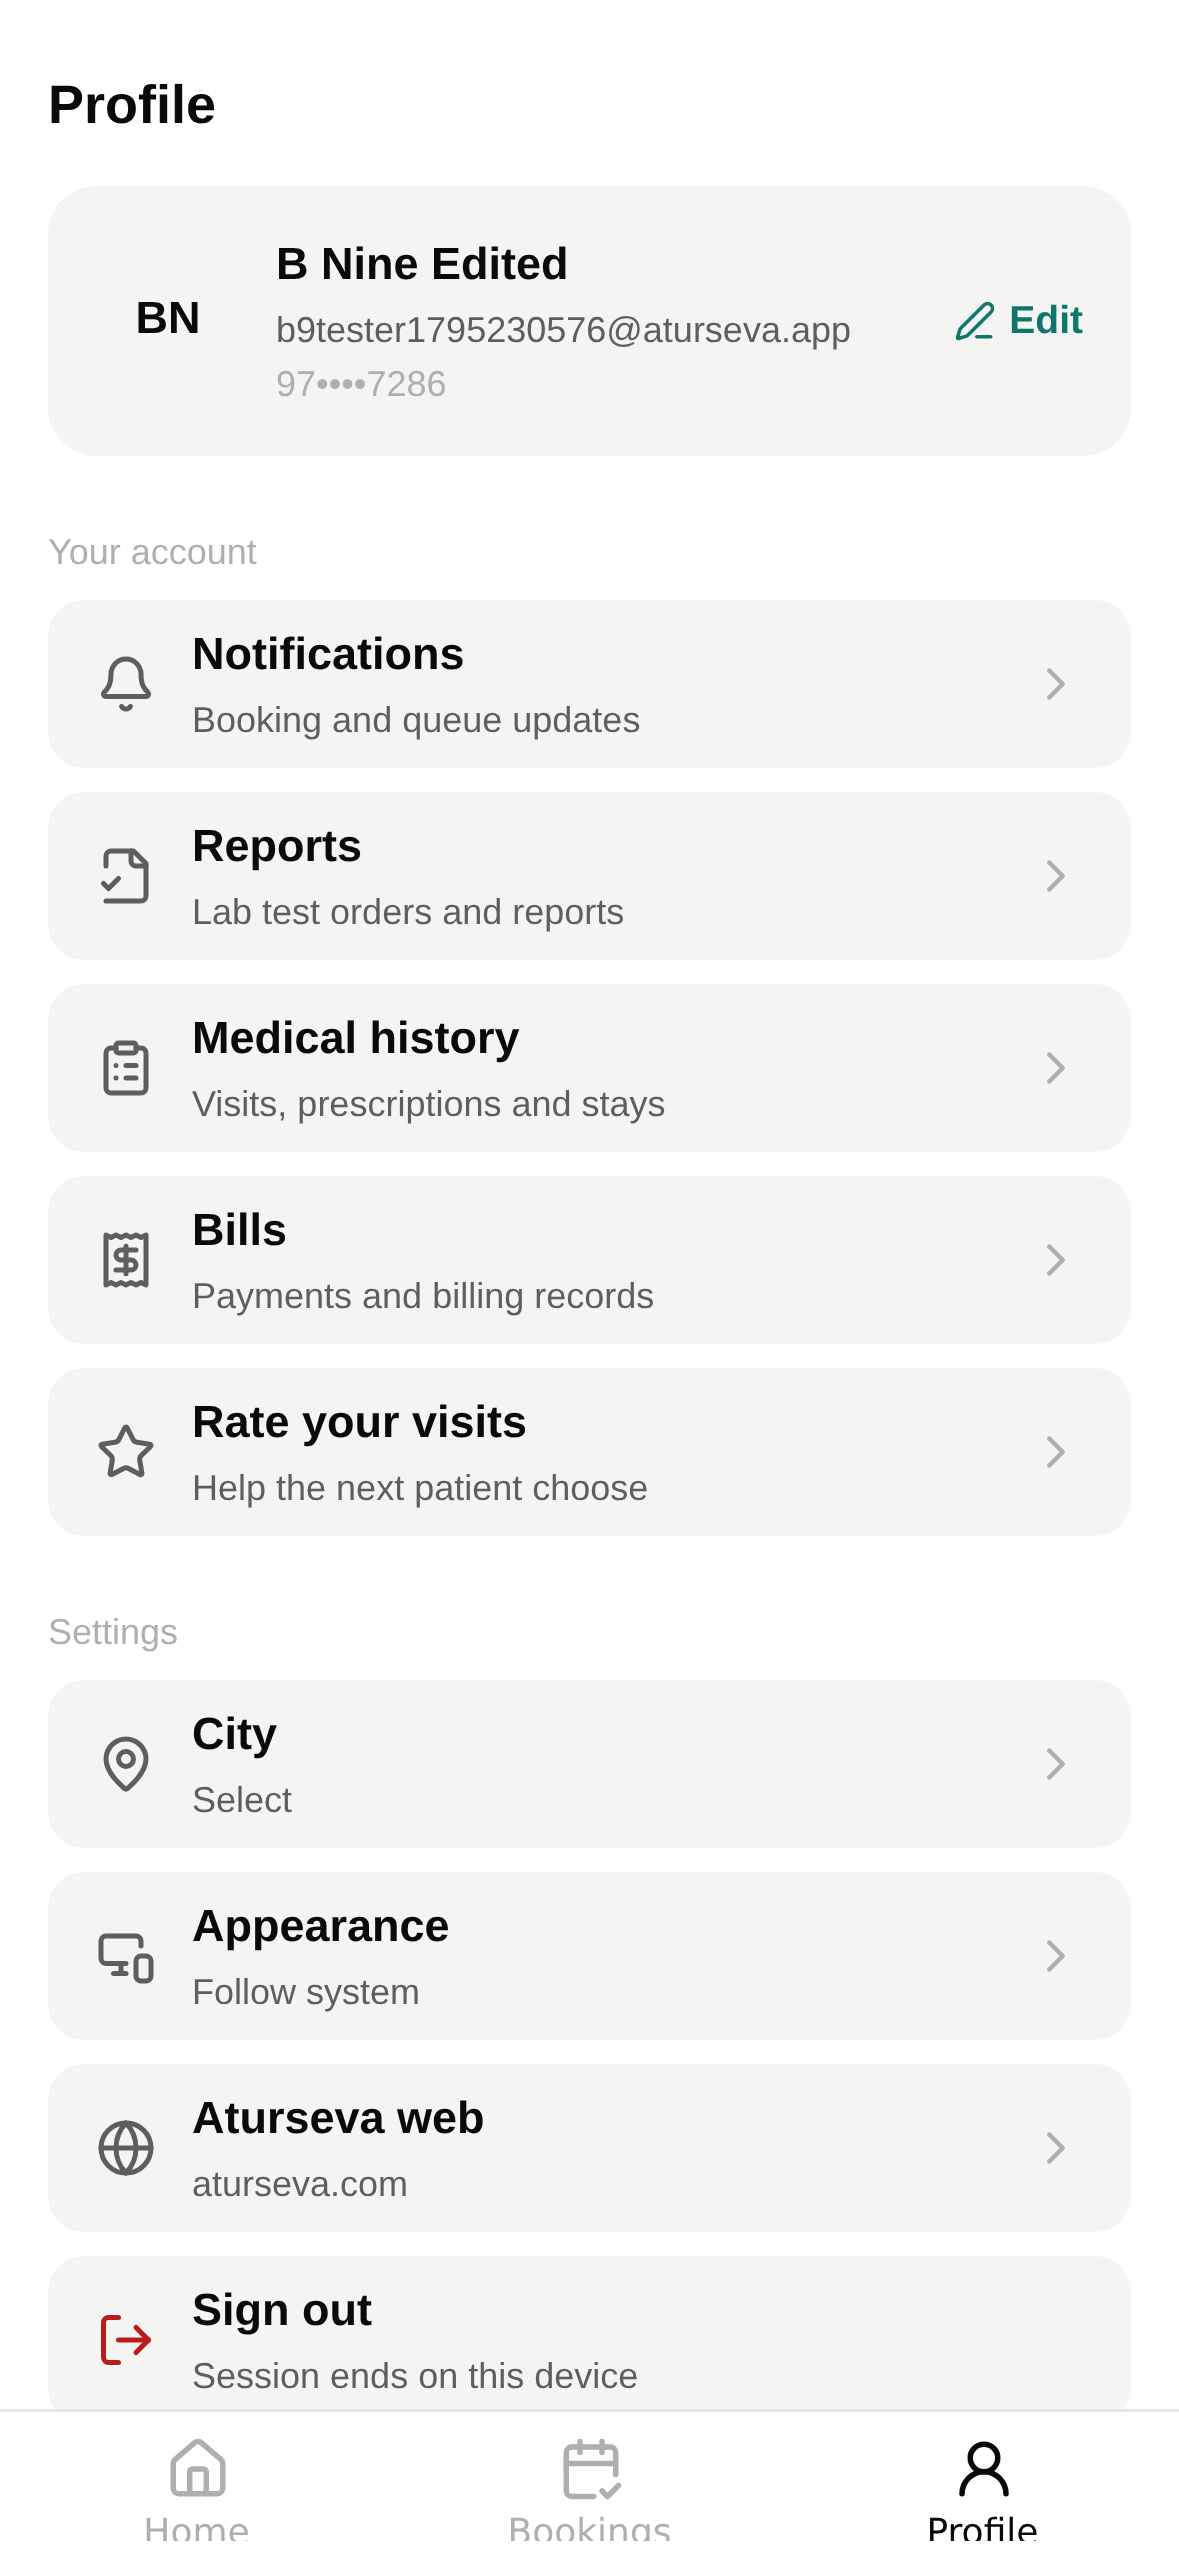 Profile
BN
B Nine Edited
b9tester1795230576@aturseva.app
97••••7286
Edit
Your account
Notifications
Booking and queue updates
Reports
Lab test orders and reports
Medical history
Visits, prescriptions and stays
Bills
Payments and billing records
Rate your visits
Help the next patient choose
Settings
City
Select
Appearance
Follow system
Aturseva web
aturseva.com
Sign out
Session ends on this device
Home
Bookings
Profile